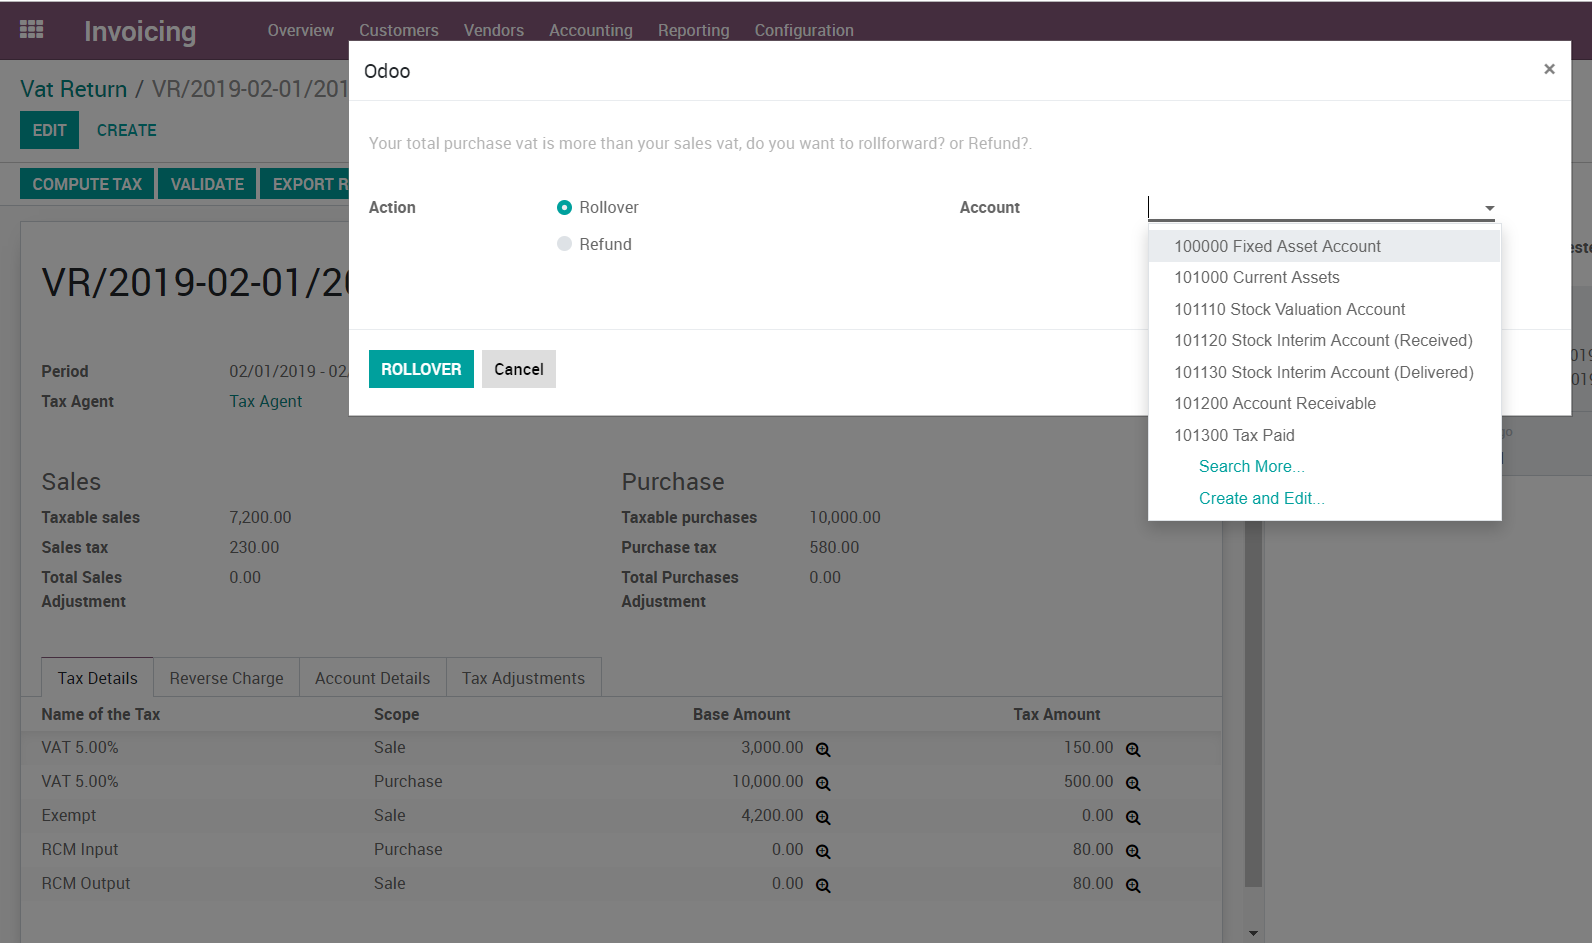 Invoicing Overview Customers Vendors Accounting Reporting Configuration
Odoo ×
Vat Return / VR/2019-02-01/201
EDIT CREATE
Your total purchase vat is more than your sales vat, do you want to rollforward? or Refund?.
COMPUTE TAX VALIDATE EXPORT R
Action Rollover Account
Refund
100000 Fixed Asset Account
101000 Current Assets
101110 Stock Valuation Account
101120 Stock Interim Account (Received)
101130 Stock Interim Account (Delivered)
101200 Account Receivable
101300 Tax Paid
Search More...
Create and Edit...
VR/2019-02-01/20
ROLLOVER Cancel
Period 02/01/2019 - 02/
Tax Agent Tax Agent
Sales Purchase
Taxable sales 7,200.00 Taxable purchases 10,000.00
Sales tax 230.00 Purchase tax 580.00
Total Sales 0.00 Total Purchases 0.00
Adjustment Adjustment
Tax Details Reverse Charge Account Details Tax Adjustments
Name of the Tax Scope Base Amount Tax Amount
VAT 5.00% Sale 3,000.00 150.00
VAT 5.00% Purchase 10,000.00 500.00
Exempt Sale 4,200.00 0.00
RCM Input Purchase 0.00 80.00
RCM Output Sale 0.00 80.00